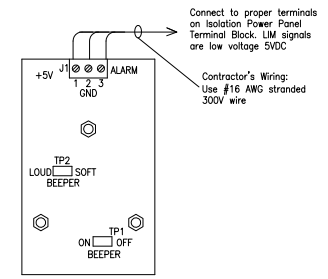 Connect to proper terminals
on Isolation Power Panel
Terminal Block. LIM signals
are low voltage 5VDC
J1
ALARM
+5V
1 2 3
GND
Contractor's Wiring:
Use #16 AWG stranded
300V wire
TP2
LOUD SOFT
BEEPER
TP1
ON OFF
BEEPER